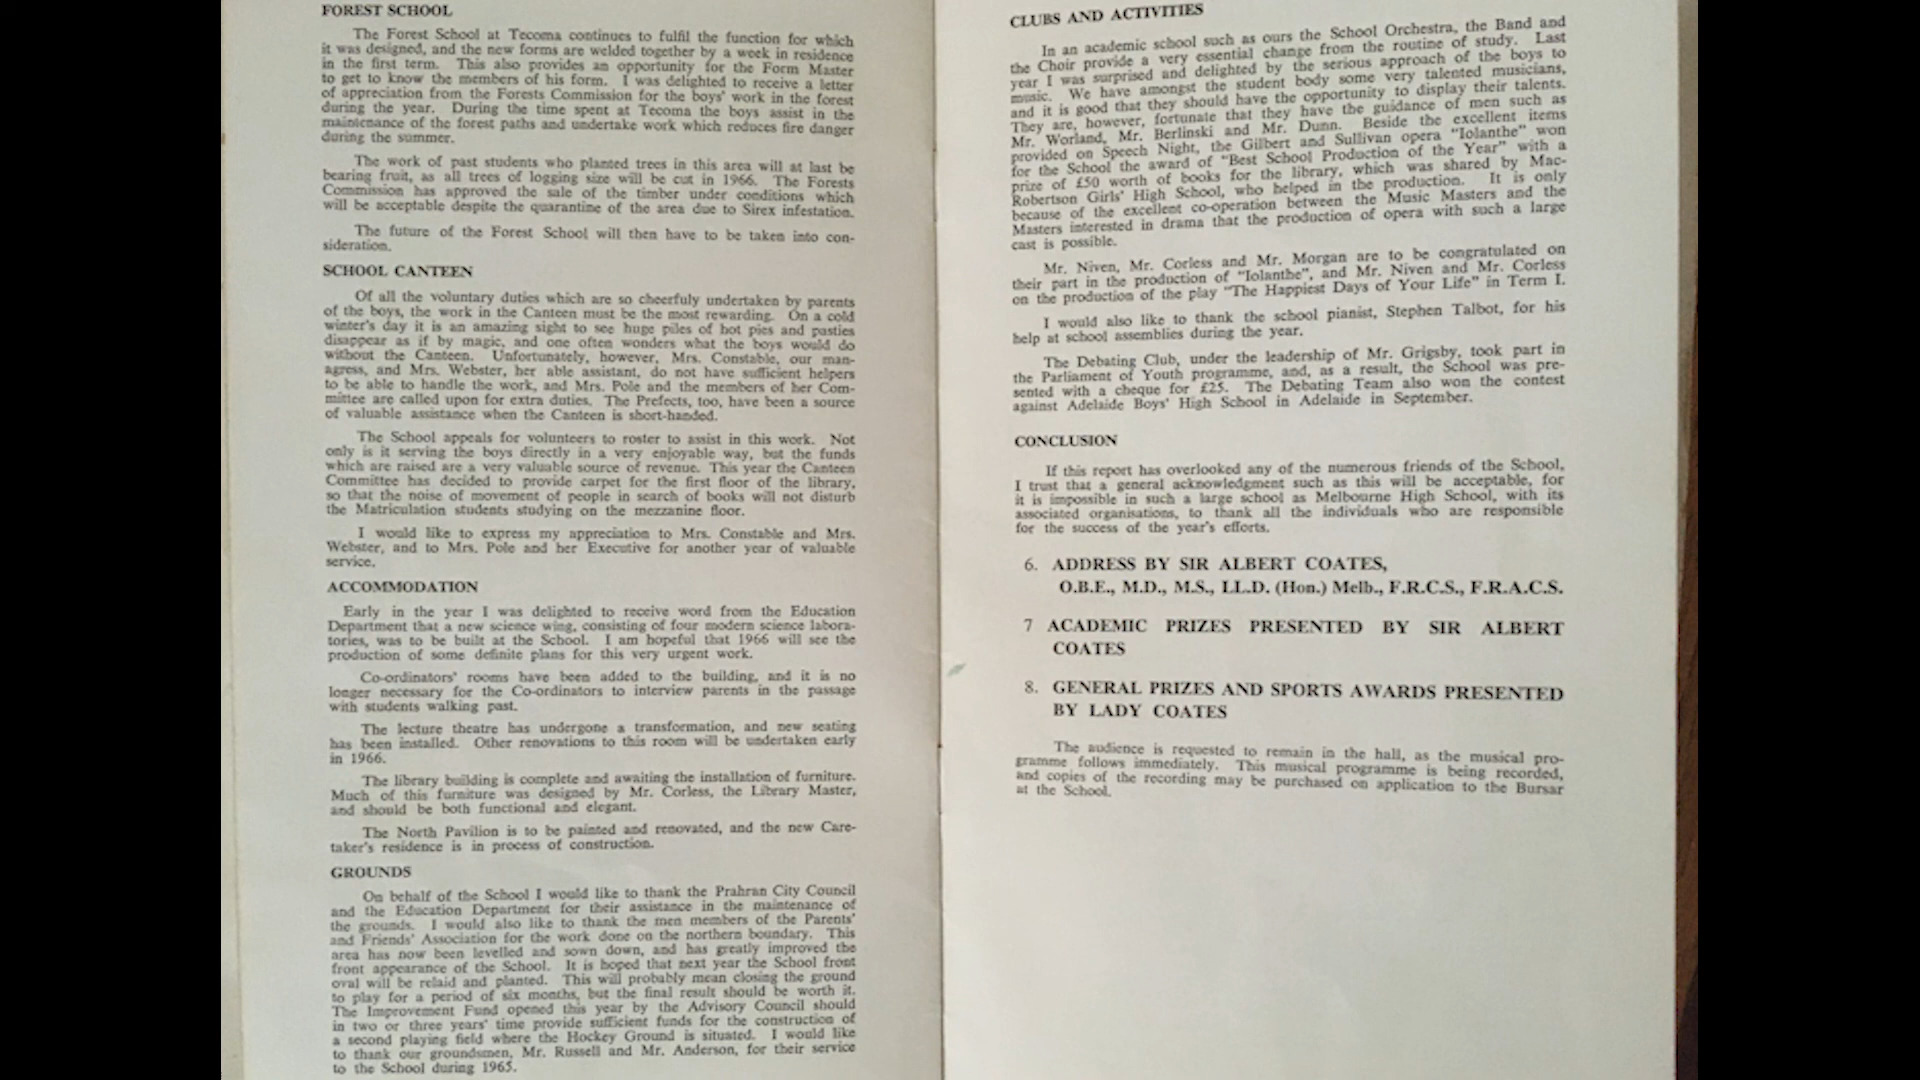 FOREST SCHOOL
The Forest School at Tecoma continues to fulfil the function for which
it was designed, and the new forms are welded together by a week in residence
in the first term. This also provides an opportunity for the Form Master
to get to know the members of his form. I was delighted to receive a letter
of appreciation from the Forests Commission for the boys' work in the forest
during the year. During the time spent at Tecoma the boys assist in the
maintenance of the forest paths and undertake work which reduces fire danger
during the summer.
The work of past students who planted trees in this area will at last be
bearing fruit, as all trees of logging size will be cut in 1966. The Forests
Commission has approved the sale of the timber under conditions which
will be acceptable despite the quarantine of the area due to Sirex infestation.
The future of the Forest School will then have to be taken into con-
sideration.
SCHOOL CANTEEN
Of all the voluntary duties which are so cheerfuly undertaken by parents
of the boys, the work in the Canteen must be the most rewarding. On a cold
winter's day it is an amazing sight to see huge piles of hot pies and pasties
disappear as if by magic, and one often wonders what the boys would do
without the Canteen. Unfortunately, however, Mrs. Constable, our man-
agress, and Mrs. Webster, her able assistant, do not have sufficient helpers
to be able to handle the work, and Mrs. Pole and the members of her Com-
mittee are called upon for extra duties. The Prefects, too, have been a source
of valuable assistance when the Canteen is short-handed.
The School appeals for volunteers to roster to assist in this work. Not
only is it serving the boys directly in a very enjoyable way, but the funds
which are raised are a very valuable source of revenue. This year the Canteen
Committee has decided to provide carpet for the first floor of the library,
so that the noise of movement of people in search of books will not disturb
the Matriculation students studying on the mezzanine floor.
I would like to express my appreciation to Mrs. Constable and Mrs.
Webster, and to Mrs. Pole and her Executive for another year of valuable
service.
ACCOMMODATION
Early in the year I was delighted to receive word from the Education
Department that a new science wing, consisting of four modern science labora-
tories, was to be built at the School. I am hopeful that 1966 will see the
production of some definite plans for this very urgent work.
Co-ordinators' rooms have been added to the building, and it is no
longer necessary for the Co-ordinators to interview parents in the passage
with students walking past.
The lecture theatre has undergone a transformation, and new seating
has been installed. Other renovations to this room will be undertaken early
in 1966.
The library building is complete and awaiting the installation of furniture.
Much of this furniture was designed by Mr. Corless, the Library Master,
and should be both functional and elegant.
The North Pavilion is to be painted and renovated, and the new Care-
taker's residence is in process of construction.
GROUNDS
On behalf of the School I would like to thank the Prahran City Council
and the Education Department for their assistance in the maintenance of
the grounds. I would also like to thank the men members of the Parents'
and Friends' Association for the work done on the northern boundary. This
area has now been levelled and sown down, and has greatly improved the
front appearance of the School. It is hoped that next year the School front
oval will be relaid and planted. This will probably mean closing the ground
to play for a period of six months, but the final result should be worth it.
The Improvement Fund opened this year by the Advisory Council should
in two or three years' time provide sufficient funds for the construction of
a second playing field where the Hockey Ground is situated. I would like
to thank our groundsmen, Mr. Russell and Mr. Anderson, for their service
to the School during 1965.
CLUBS AND ACTIVITIES
In an academic school such as ours the School Orchestra, the Band and
the Choir provide a very essential change from the routine of study. Last
year I was surprised and delighted by the serious approach of the boys to
music. We have amongst the student body some very talented musicians,
and it is good that they should have the opportunity to display their talents.
They are, however, fortunate that they have the guidance of men such as
Mr. Worland, Mr. Berlinski and Mr. Dunn. Beside the excellent items
provided on Speech Night, the Gilbert and Sullivan opera "Iolanthe" won
for the School the award of "Best School Production of the Year" with a
prize of £50 worth of books for the library, which was shared by Mac-
Robertson Girls' High School, who helped in the production. It is only
because of the excellent co-operation between the Music Masters and the
Masters interested in drama that the production of opera with such a large
cast is possible.
Mr. Niven, Mr. Corless and Mr. Morgan are to be congratulated on
their part in the production of "Iolanthe", and Mr. Niven and Mr. Corless
on the production of the play "The Happiest Days of Your Life" in Term I.
I would also like to thank the school pianist, Stephen Talbot, for his
help at school assemblies during the year.
The Debating Club, under the leadership of Mr. Grigsby, took part in
the Parliament of Youth programme, and, as a result, the School was pre-
sented with a cheque for £25. The Debating Team also won the contest
against Adelaide Boys' High School in Adelaide in September.
CONCLUSION
If this report has overlooked any of the numerous friends of the School,
I trust that a general acknowledgment such as this will be acceptable, for
it is impossible in such a large school as Melbourne High School, with its
associated organisations, to thank all the individuals who are responsible
for the success of the year's efforts.
6. ADDRESS BY SIR ALBERT COATES,
O.B.E., M.D., M.S., LL.D. (Hon.) Melb., F.R.C.S., F.R.A.C.S.
7 ACADEMIC PRIZES PRESENTED BY SIR ALBERT
COATES
8. GENERAL PRIZES AND SPORTS AWARDS PRESENTED
BY LADY COATES
The audience is requested to remain in the hall, as the musical pro-
gramme follows immediately. This musical programme is being recorded,
and copies of the recording may be purchased on application to the Bursar
at the School.